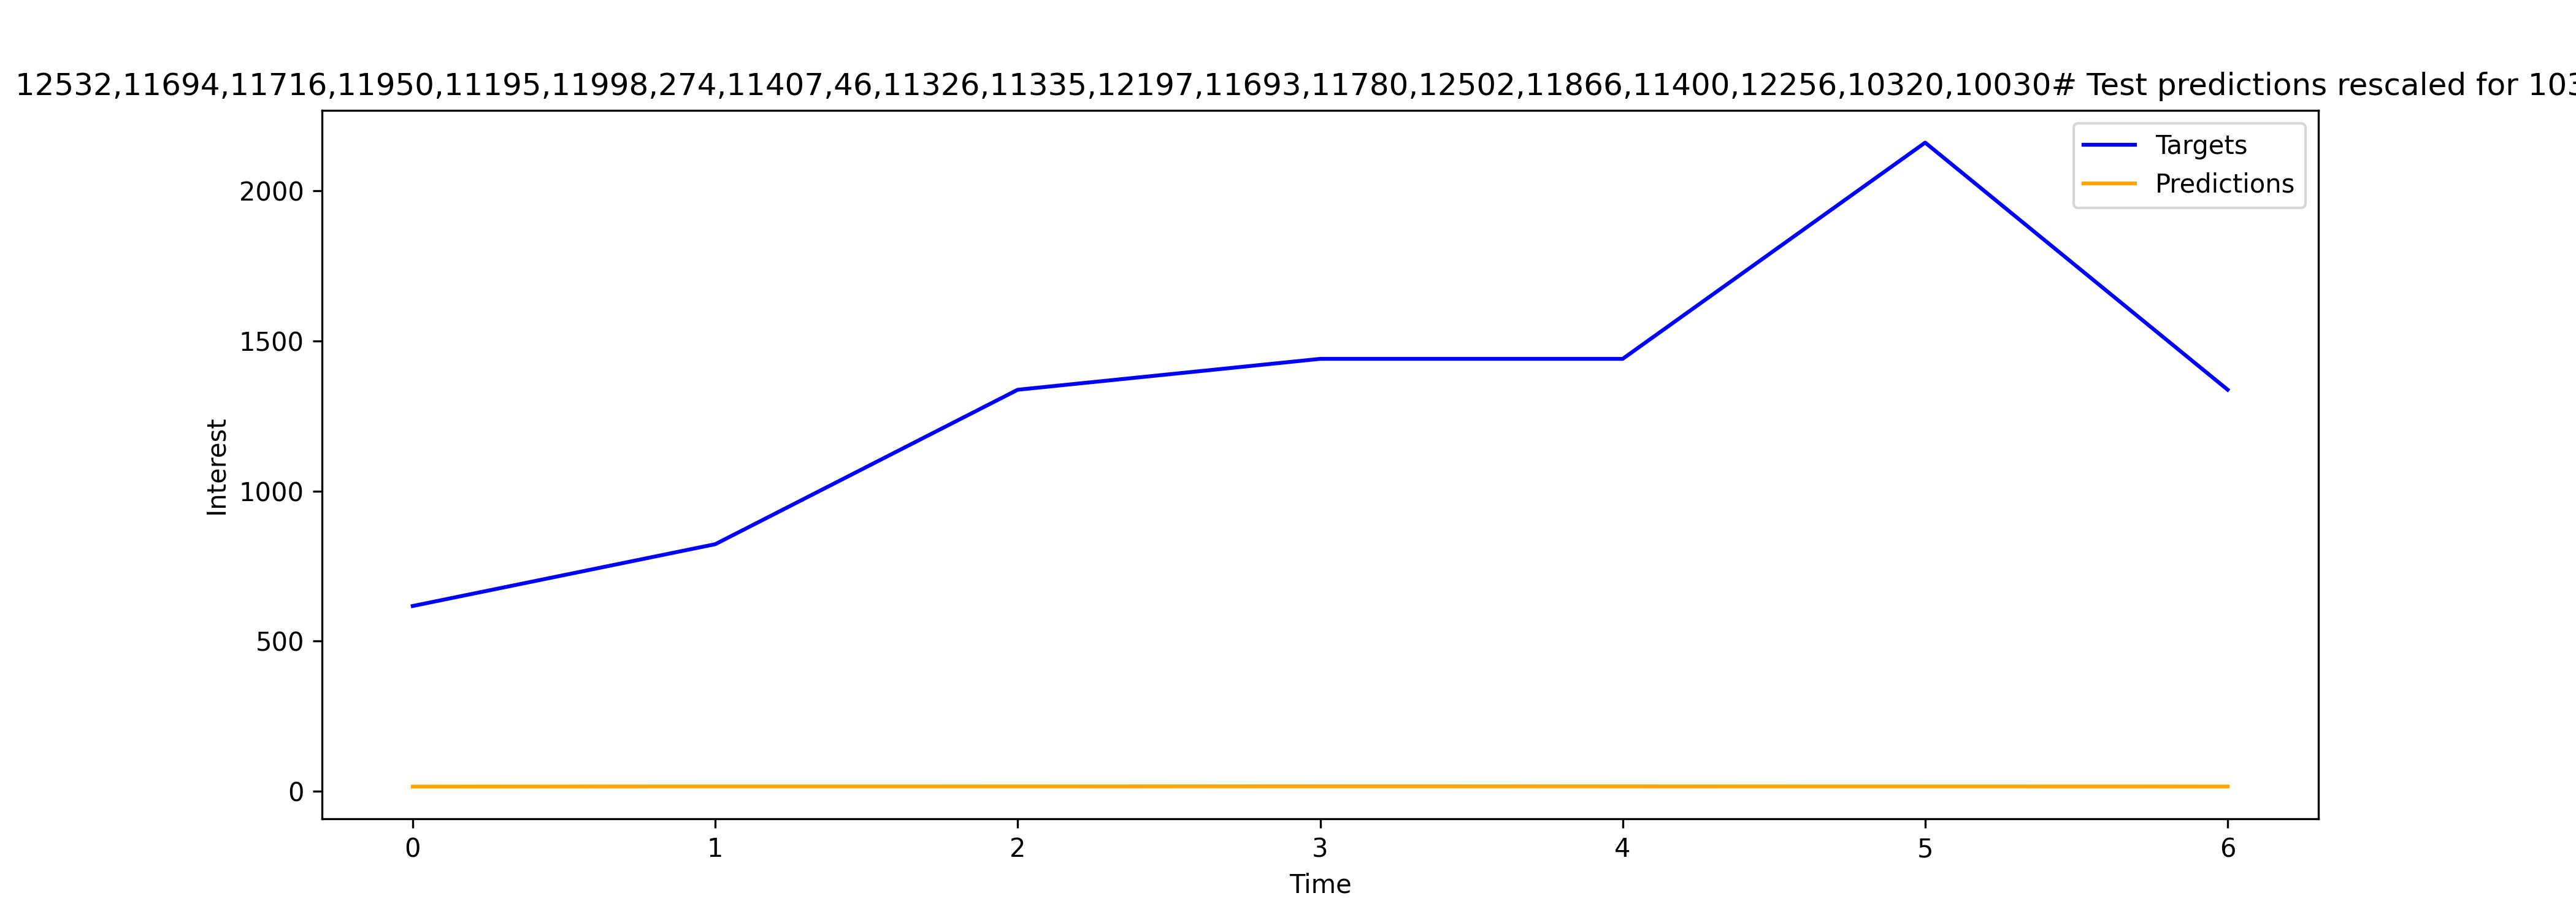 12532,11694,11716,11950,11195,11998,274,11407,46,11326,11335,12197,11693,11780,12502,11866,11400,12256,10320,10030# Test predictions rescaled for 103
Targets
Predictions
2000
1500
1000
500
0
Interest
0 1 2 3 4 5 6
Time